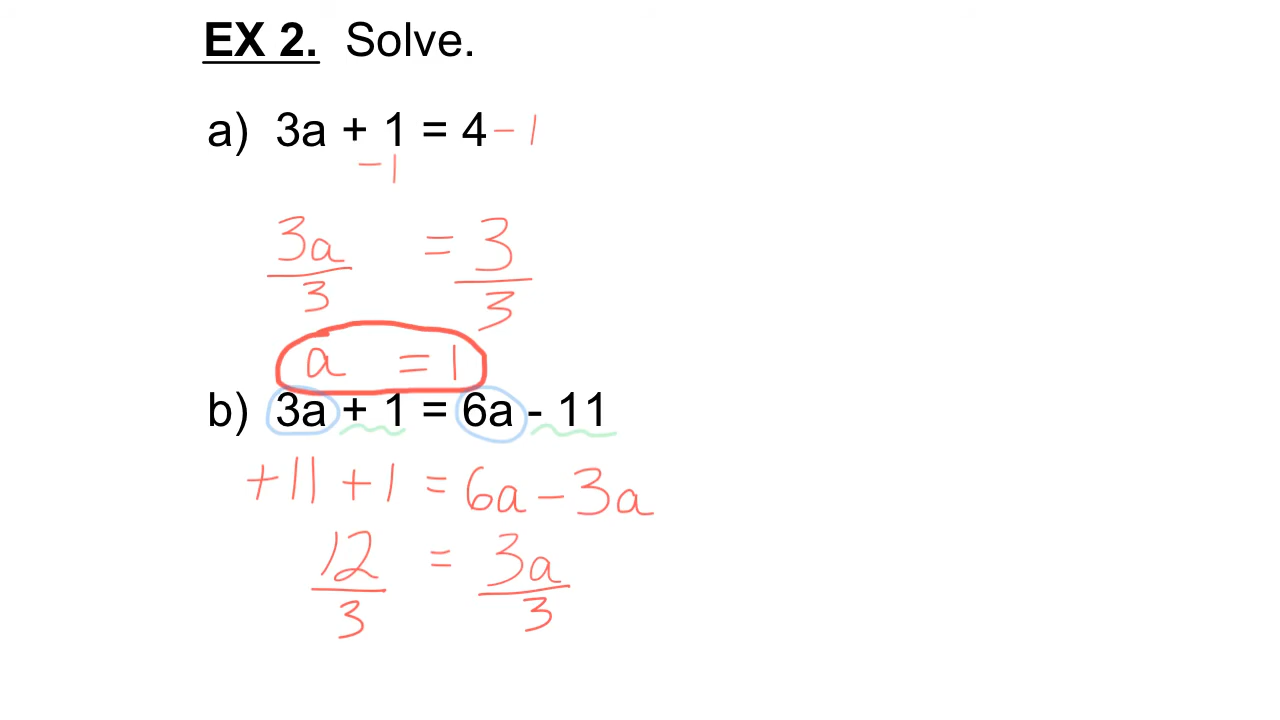 EX 2. Solve.
a) 3a + 1 = 4 - 1
- 1
3a = 3
3 3
a = 1
b) 3a + 1 = 6a - 11
+11 +1 = 6a - 3a
12 = 3a
3 3